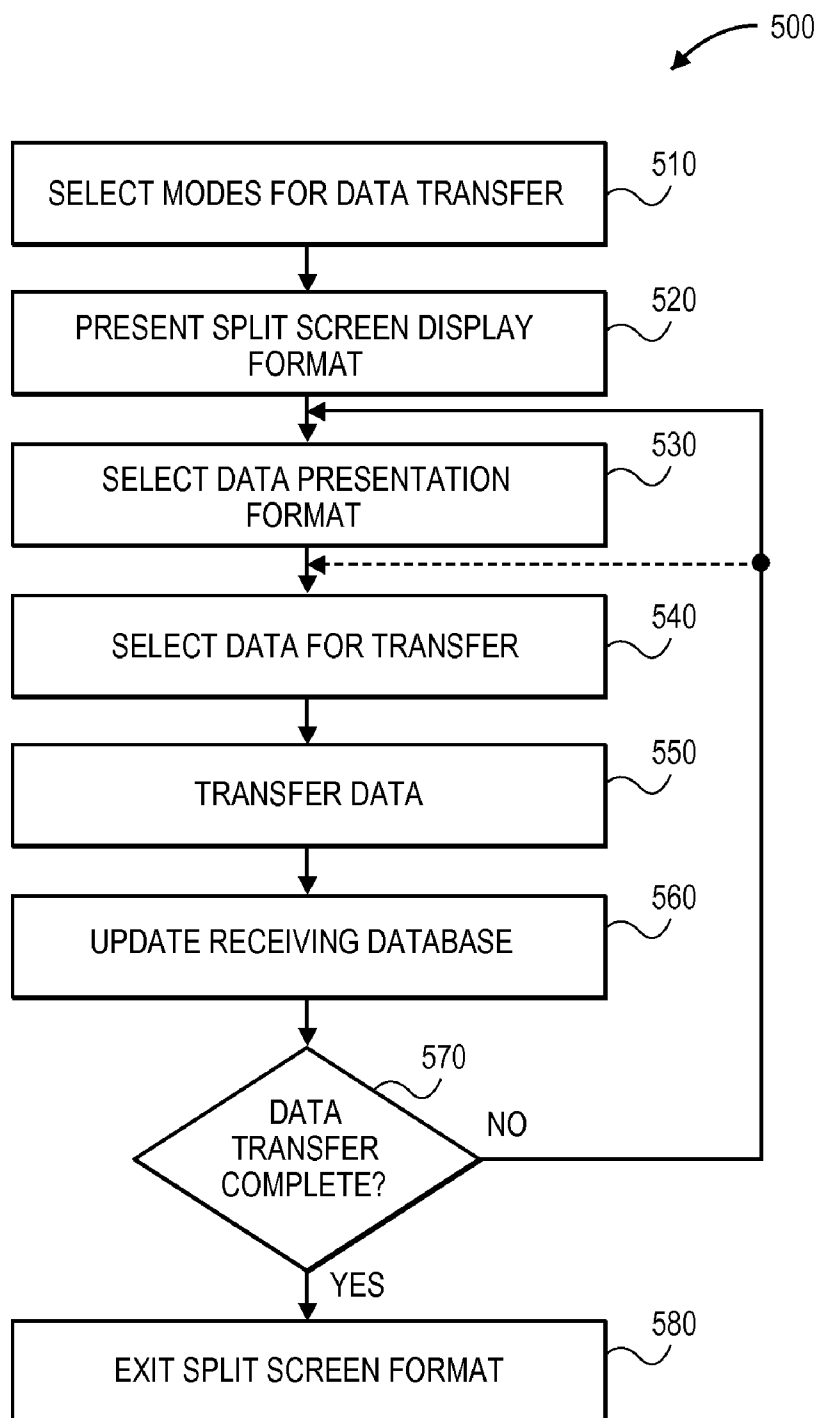 500
SELECT MODES FOR DATA TRANSFER
510
PRESENT SPLIT SCREEN DISPLAY
FORMAT
520
SELECT DATA PRESENTATION
FORMAT
530
SELECT DATA FOR TRANSFER
540
TRANSFER DATA
550
UPDATE RECEIVING DATABASE
560
DATA
TRANSFER
COMPLETE?
570
NO
YES
EXIT SPLIT SCREEN FORMAT
580